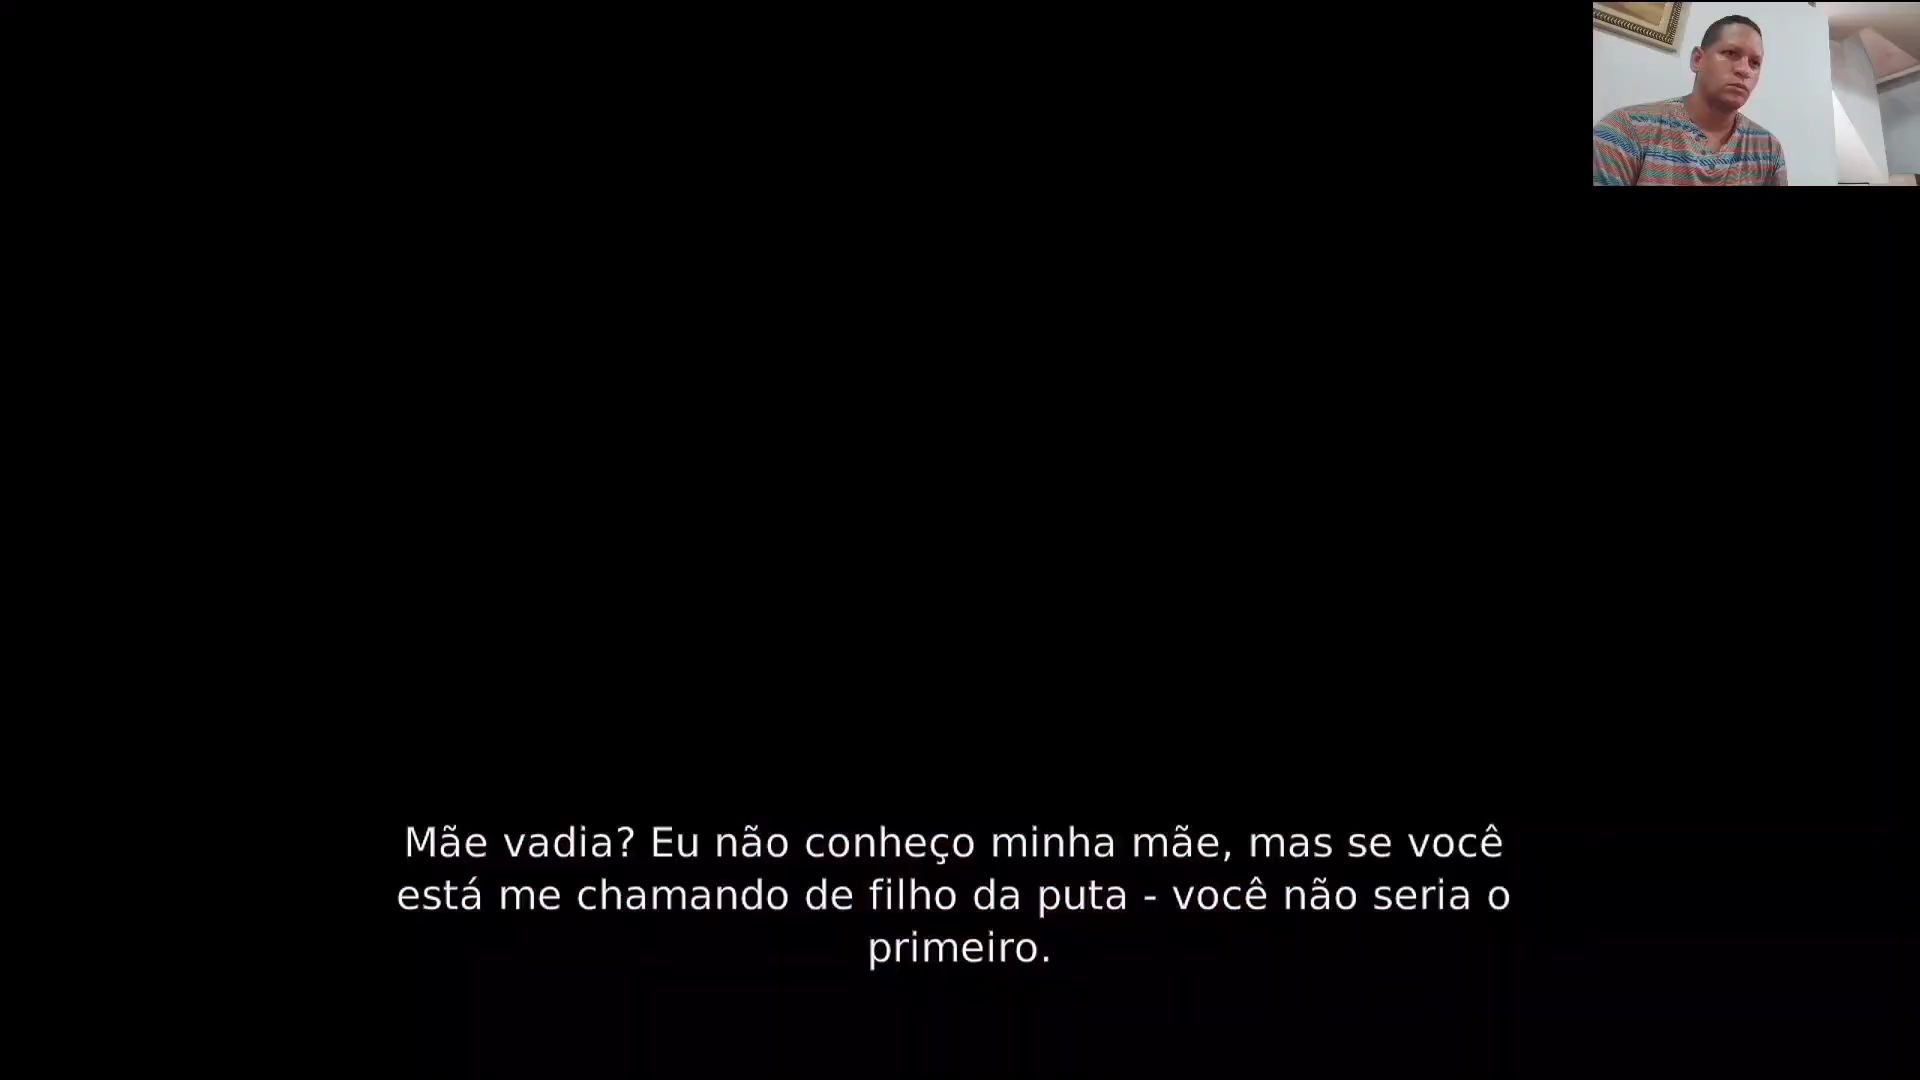 Mãe vadia? Eu não conheço minha mãe, mas se você
está me chamando de filho da puta - você não seria o
primeiro.